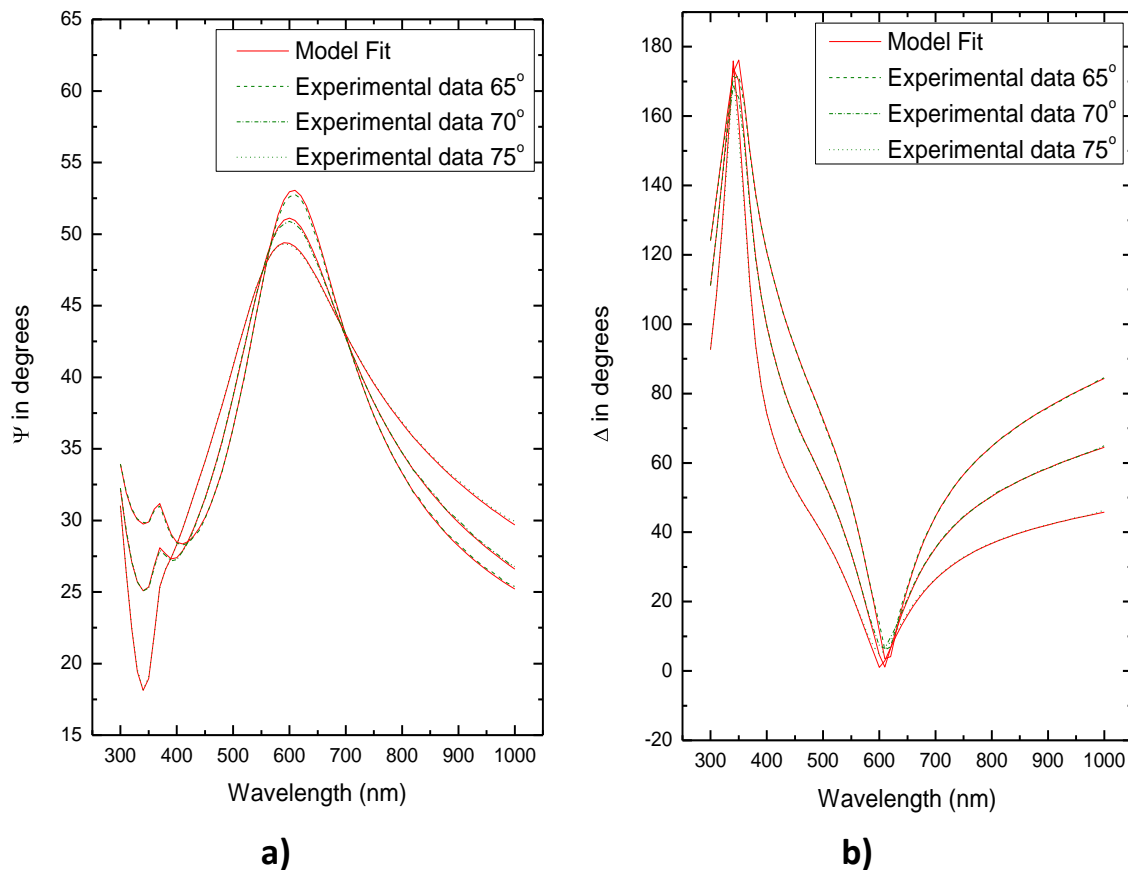 65
60
55
50
45
40
35
30
25
20
15
Ψ in degrees
300 400 500 600 700 800 900 1000
Wavelength (nm)
Model Fit
Experimental data 65°
Experimental data 70°
Experimental data 75°
a)
180
160
140
120
100
80
60
40
20
0
-20
Δ in degrees
300 400 500 600 700 800 900 1000
Wavelength (nm)
Model Fit
Experimental data 65°
Experimental data 70°
Experimental data 75°
b)